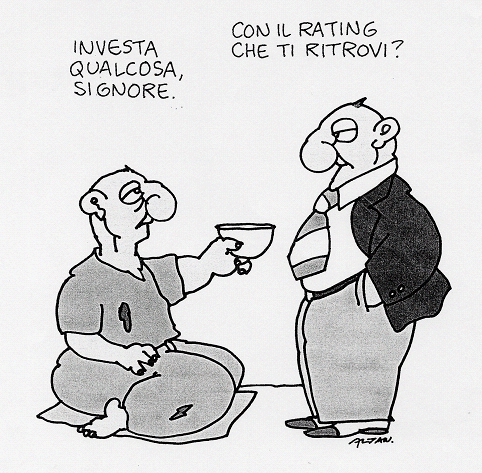 INVESTA
QUALCOSA,
SIGNORE.
CON IL RATING
CHE TI RITROVI?
ALTAN.